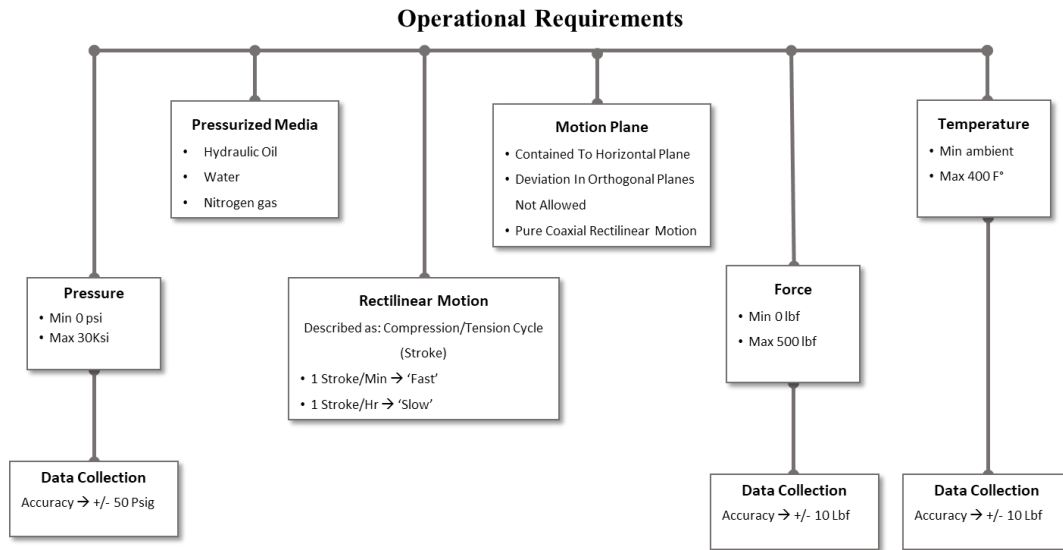 Operational Requirements
Pressurized Media
• Hydraulic Oil
• Water
• Nitrogen gas
Motion Plane
• Contained To Horizontal Plane
• Deviation In Orthogonal Planes
Not Allowed
• Pure Coaxial Rectilinear Motion
Temperature
• Min ambient
• Max 400 F°
Pressure
• Min 0 psi
• Max 30Ksi
Rectilinear Motion
Described as: Compression/Tension Cycle
(Stroke)
• 1 Stroke/Min → ‘Fast’
• 1 Stroke/Hr → ‘Slow’
Force
• Min 0 lbf
• Max 500 lbf
Data Collection
Accuracy → +/- 50 Psig
Data Collection
Accuracy → +/- 10 Lbf
Data Collection
Accuracy → +/- 10 Lbf